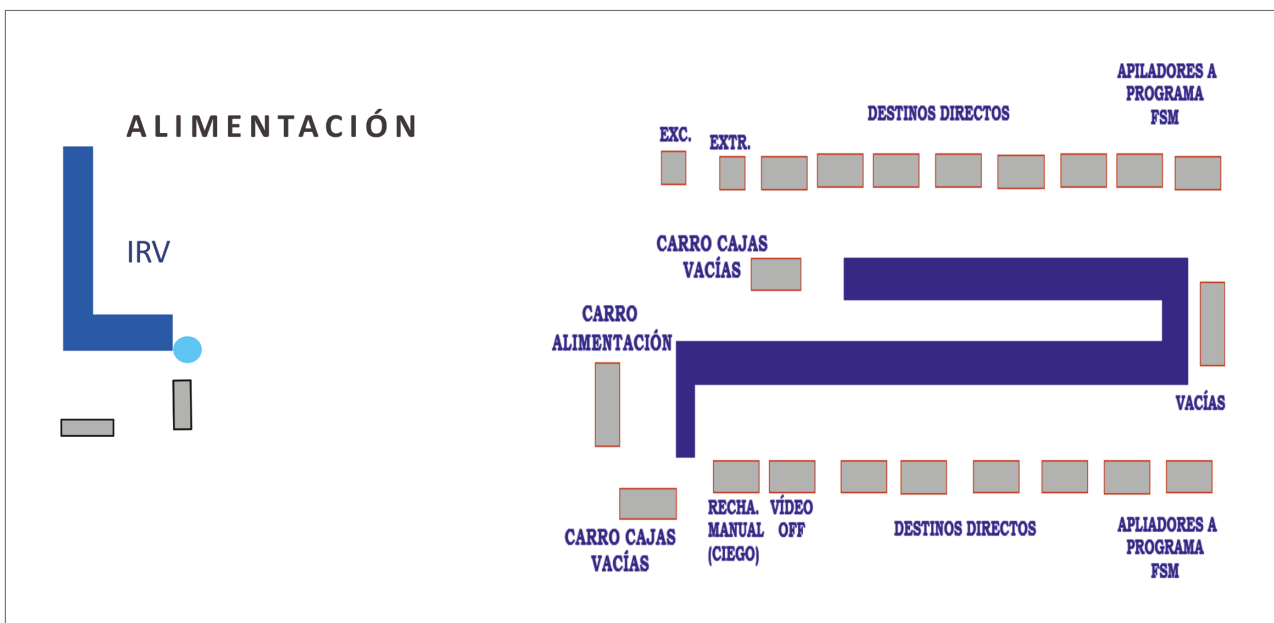 ALIMENTACIÓN
IRV
EXC.
EXTR.
DESTINOS DIRECTOS
APILADORES A
PROGRAMA
FSM
CARRO CAJAS
VACÍAS
CARRO
ALIMENTACIÓN
VACÍAS
CARRO CAJAS
VACÍAS
RECHA.
MANUAL
(CIEGO)
VÍDEO
OFF
DESTINOS DIRECTOS
APLIADORES A
PROGRAMA
FSM